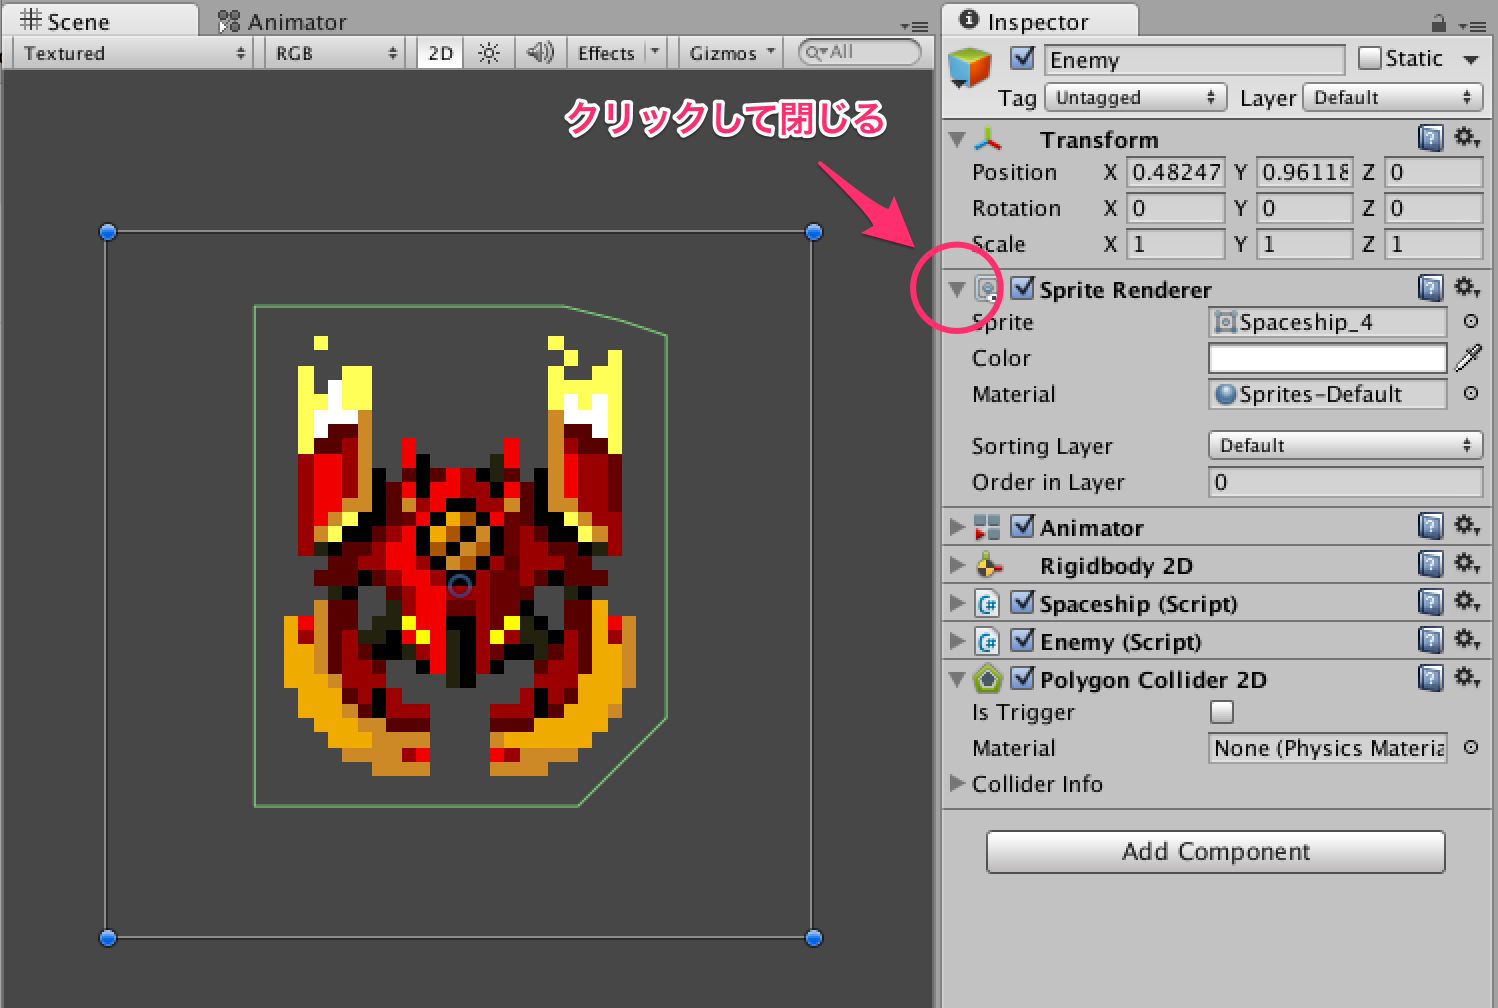 Scene
Animator
Textured
RGB
2D
Effects
Gizmos
All
クリックして閉じる
Inspector
Enemy
Static
Tag Untagged Layer Default
Transform
Position X 0.48247 Y 0.96118 Z 0
Rotation X 0 Y 0 Z 0
Scale X 1 Y 1 Z 1
Sprite Renderer
Sprite Spaceship_4
Color
Material Sprites-Default
Sorting Layer Default
Order in Layer 0
Animator
Rigidbody 2D
C# Spaceship (Script)
C# Enemy (Script)
Polygon Collider 2D
Is Trigger
Material None (Physics Materia
Collider Info
Add Component